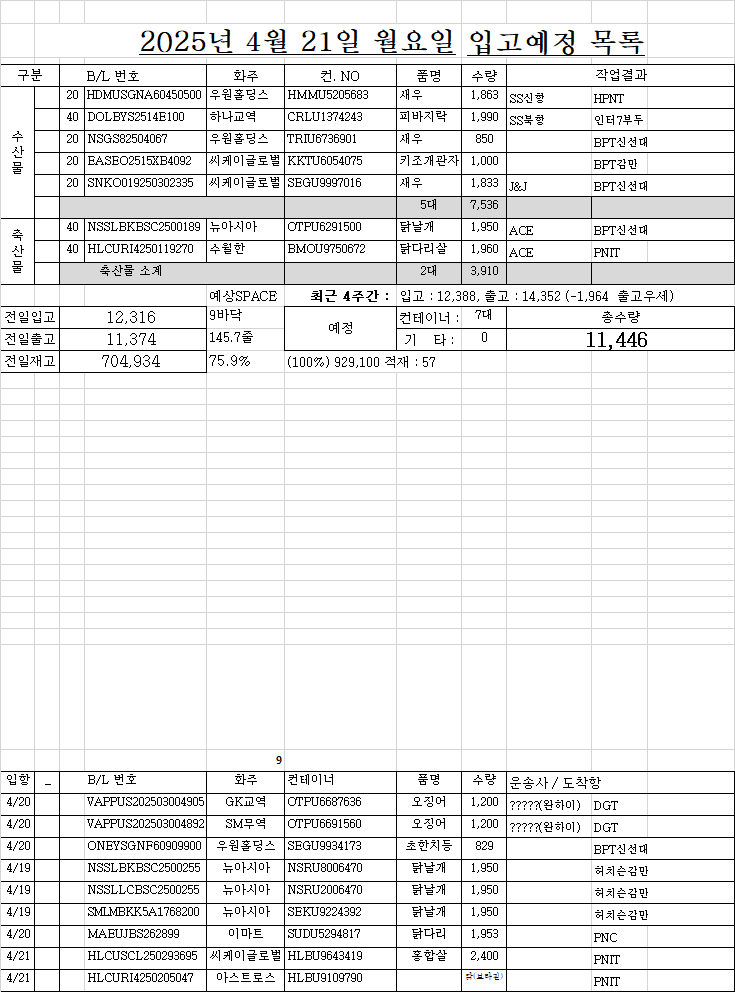 2025년 4월 21일 월요일 입고예정 목록
구분 B/L 번호 화주 컨. NO 품명 수량 작업결과
수산물
20 HDMUSGNA60450500 우원홀딩스 HMMU5205683 새우 1,863 SS신항 HPNT
40 DOLBYS2514E100 하나교역 CRLU1374243 피바지락 1,990 SS북항 인터7부두
20 NSGS82504067 우원홀딩스 TRIU6736901 새우 850 BPT신선대
20 EASBO2515XB4092 씨케이글로벌 KKTU6054075 키조개관자 1,000 BPT감만
20 SNKO019250302335 씨케이글로벌 SEGU9997016 새우 1,833 J&J BPT신선대
5대 7,536
축산물
40 NSSLBKBSC2500189 뉴아시아 OTPU6291500 닭날개 1,950 ACE BPT신선대
40 HLCURI4250119270 수월한 BMOU9750672 닭다리살 1,960 ACE PNIT
축산물 소계 2대 3,910
예상SPACE 최근 4주간 : 입고 : 12,388, 출고 : 14,352 (-1,964 출고우세)
전일입고 12,316 9바닥 예정 컨테이너 : 7대 총수량
전일출고 11,374 145.7줄 기 타 : 0 11,446
전일재고 704,934 75.9% (100%) 929,100 적재 : 57
9
입항 _ B/L 번호 화주 컨테이너 품명 수량 운송사 / 도착항
4/20 VAPPUS202503004905 GK교역 OTPU6687636 오징어 1,200 ?????(완하이) DGT
4/20 VAPPUS202503004892 SM무역 OTPU6691560 오징어 1,200 ?????(완하이) DGT
4/20 ONEYSGNF60909900 우원홀딩스 SEGU9934173 초한치등 829 BPT신선대
4/19 NSSLBKBSC2500255 뉴아시아 NSRU8006470 닭날개 1,950 허치슨감만
4/19 NSSLLCBSC2500255 뉴아시아 NSRU2006470 닭날개 1,950 허치슨감만
4/19 SMLMBKK5A1768200 뉴아시아 SEKU9224392 닭날개 1,950 허치슨감만
4/20 MAEUJBS262899 이마트 SUDU5294817 닭다리 1,953 PNC
4/21 HLCUSCL250293695 씨케이글로벌 HLBU9643419 홍합살 2,400 PNIT
4/21 HLCURI4250205047 아스트로스 HLBU9109790 닭(브라질) PNIT